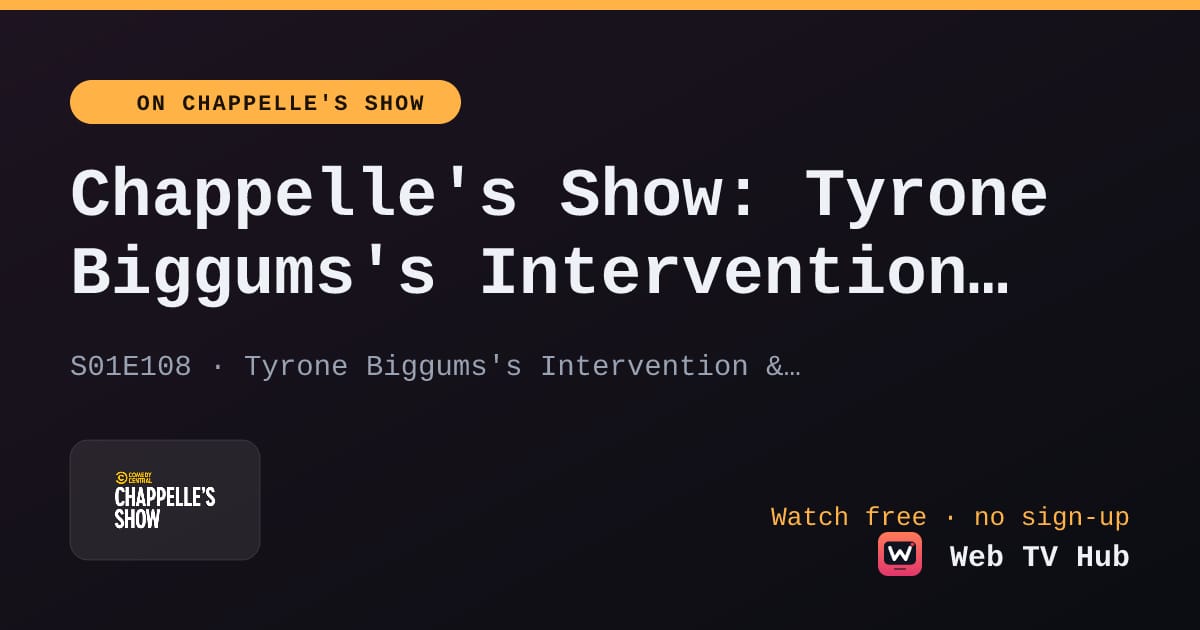 ON CHAPPELLE'S SHOW
Chappelle's Show: Tyrone
Biggums's Intervention…
S01E108 · Tyrone Biggums's Intervention &…
COMEDY
CENTRAL
CHAPPELLE'S
SHOW
Watch free · no sign-up
W
Web TV Hub